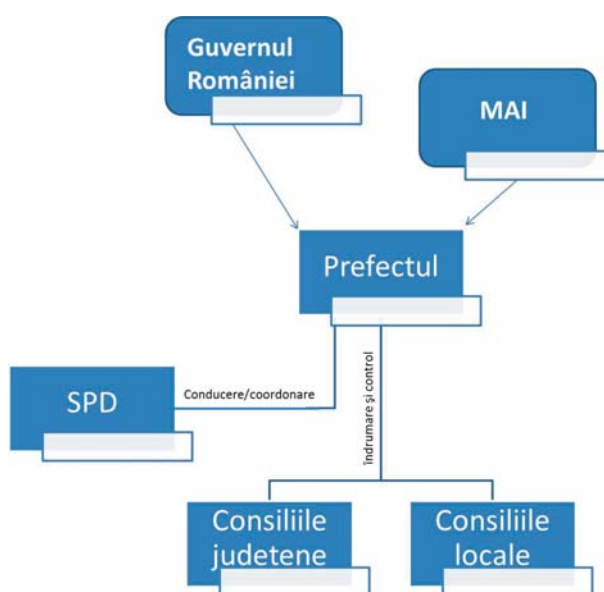 Guvernul
României
MAI
Prefectul
SPD
Conducere/coordonare
îndrumare și control
Consiliile
judetene
Consiliile
locale